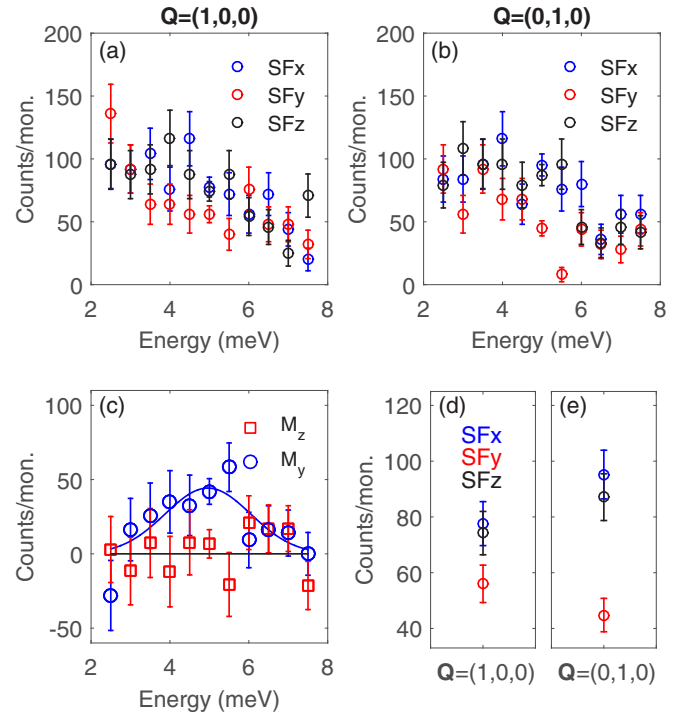 Q=(1,0,0)
Q=(0,1,0)
200
150
100
50
0
Counts/mon.
(a)
SFx
SFy
SFz
2 4 6 8
Energy (meV)
200
150
100
50
0
Counts/mon.
(b)
SFx
SFy
SFz
2 4 6 8
Energy (meV)
100
50
0
-50
Counts/mon.
(c)
Mz
My
2 4 6 8
Energy (meV)
120
100
80
60
40
Counts/mon.
(d)
SFx
SFy
SFz
Q=(1,0,0)
(e)
Q=(0,1,0)